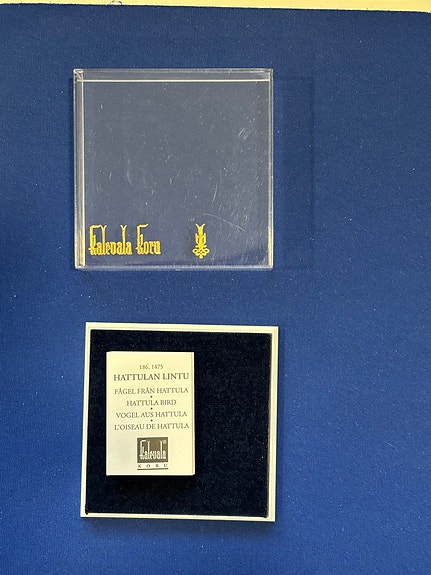 Kalevala Koru
186, 1475
HATTULAN LINTU
FÅGEL FRÅN HATTULA
•
HATTULA BIRD
•
VOGEL AUS HATTULA
•
L'OISEAU DE HATTULA
Kalevala®
KORU